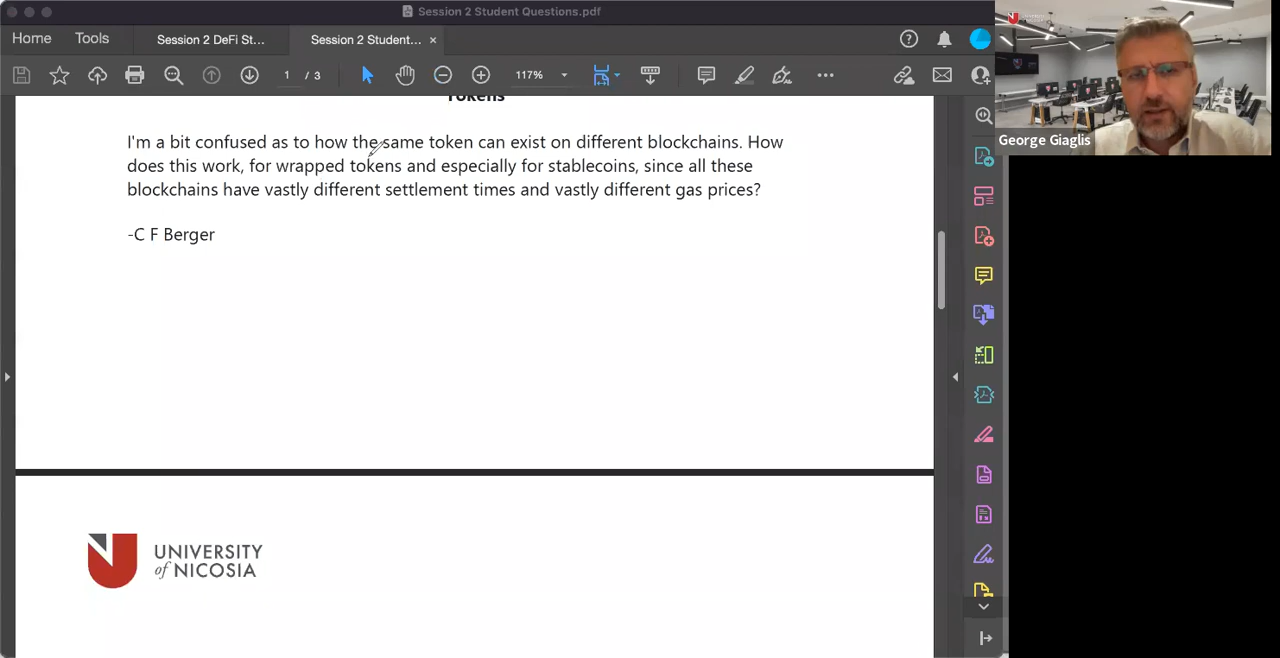 Session 2 Student Questions.pdf
Home
Tools
Session 2 DeFi St...
Session 2 Student...
1 / 3
117%
George Giaglis
Tokens
I'm a bit confused as to how the same token can exist on different blockchains. How
does this work, for wrapped tokens and especially for stablecoins, since all these
blockchains have vastly different settlement times and vastly different gas prices?
-C F Berger
UNIVERSITY
of NICOSIA